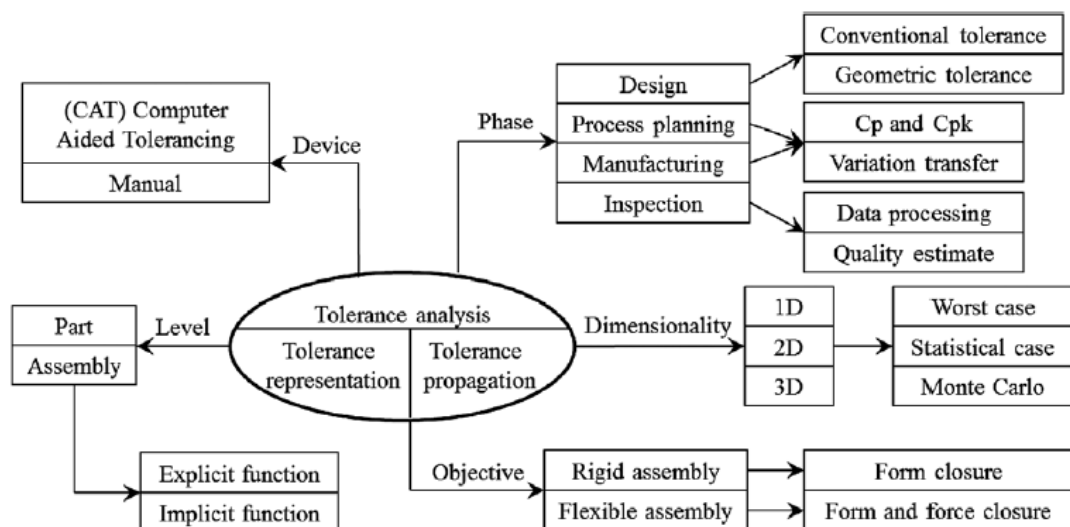 Conventional tolerance
Geometric tolerance
Design
Process planning
Manufacturing
Inspection
Phase
Cp and Cpk
Variation transfer
Data processing
Quality estimate
(CAT) Computer
Aided Tolerancing
Manual
Device
Tolerance analysis
Tolerance
representation
Tolerance
propagation
Level
Part
Assembly
Explicit function
Implicit function
Dimensionality
1D
2D
3D
Worst case
Statistical case
Monte Carlo
Objective
Rigid assembly
Flexible assembly
Form closure
Form and force closure